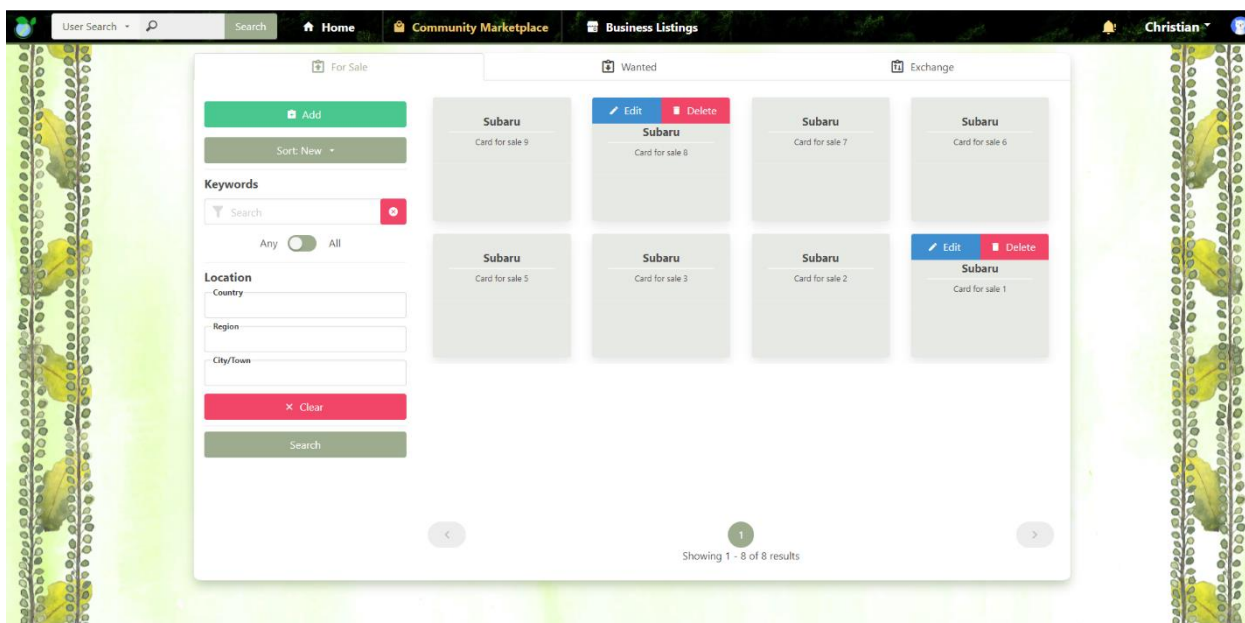 User Search Search Home Community Marketplace Business Listings Christian
For Sale Wanted Exchange
Add
Sort: New
Keywords
Search
Any All
Location
Country
Region
City/Town
× Clear
Search
Subaru
Card for sale 9
Edit Delete
Subaru
Card for sale 8
Subaru
Card for sale 7
Subaru
Card for sale 6
Subaru
Card for sale 5
Subaru
Card for sale 3
Subaru
Card for sale 2
Edit Delete
Subaru
Card for sale 1
< 1 >
Showing 1 - 8 of 8 results